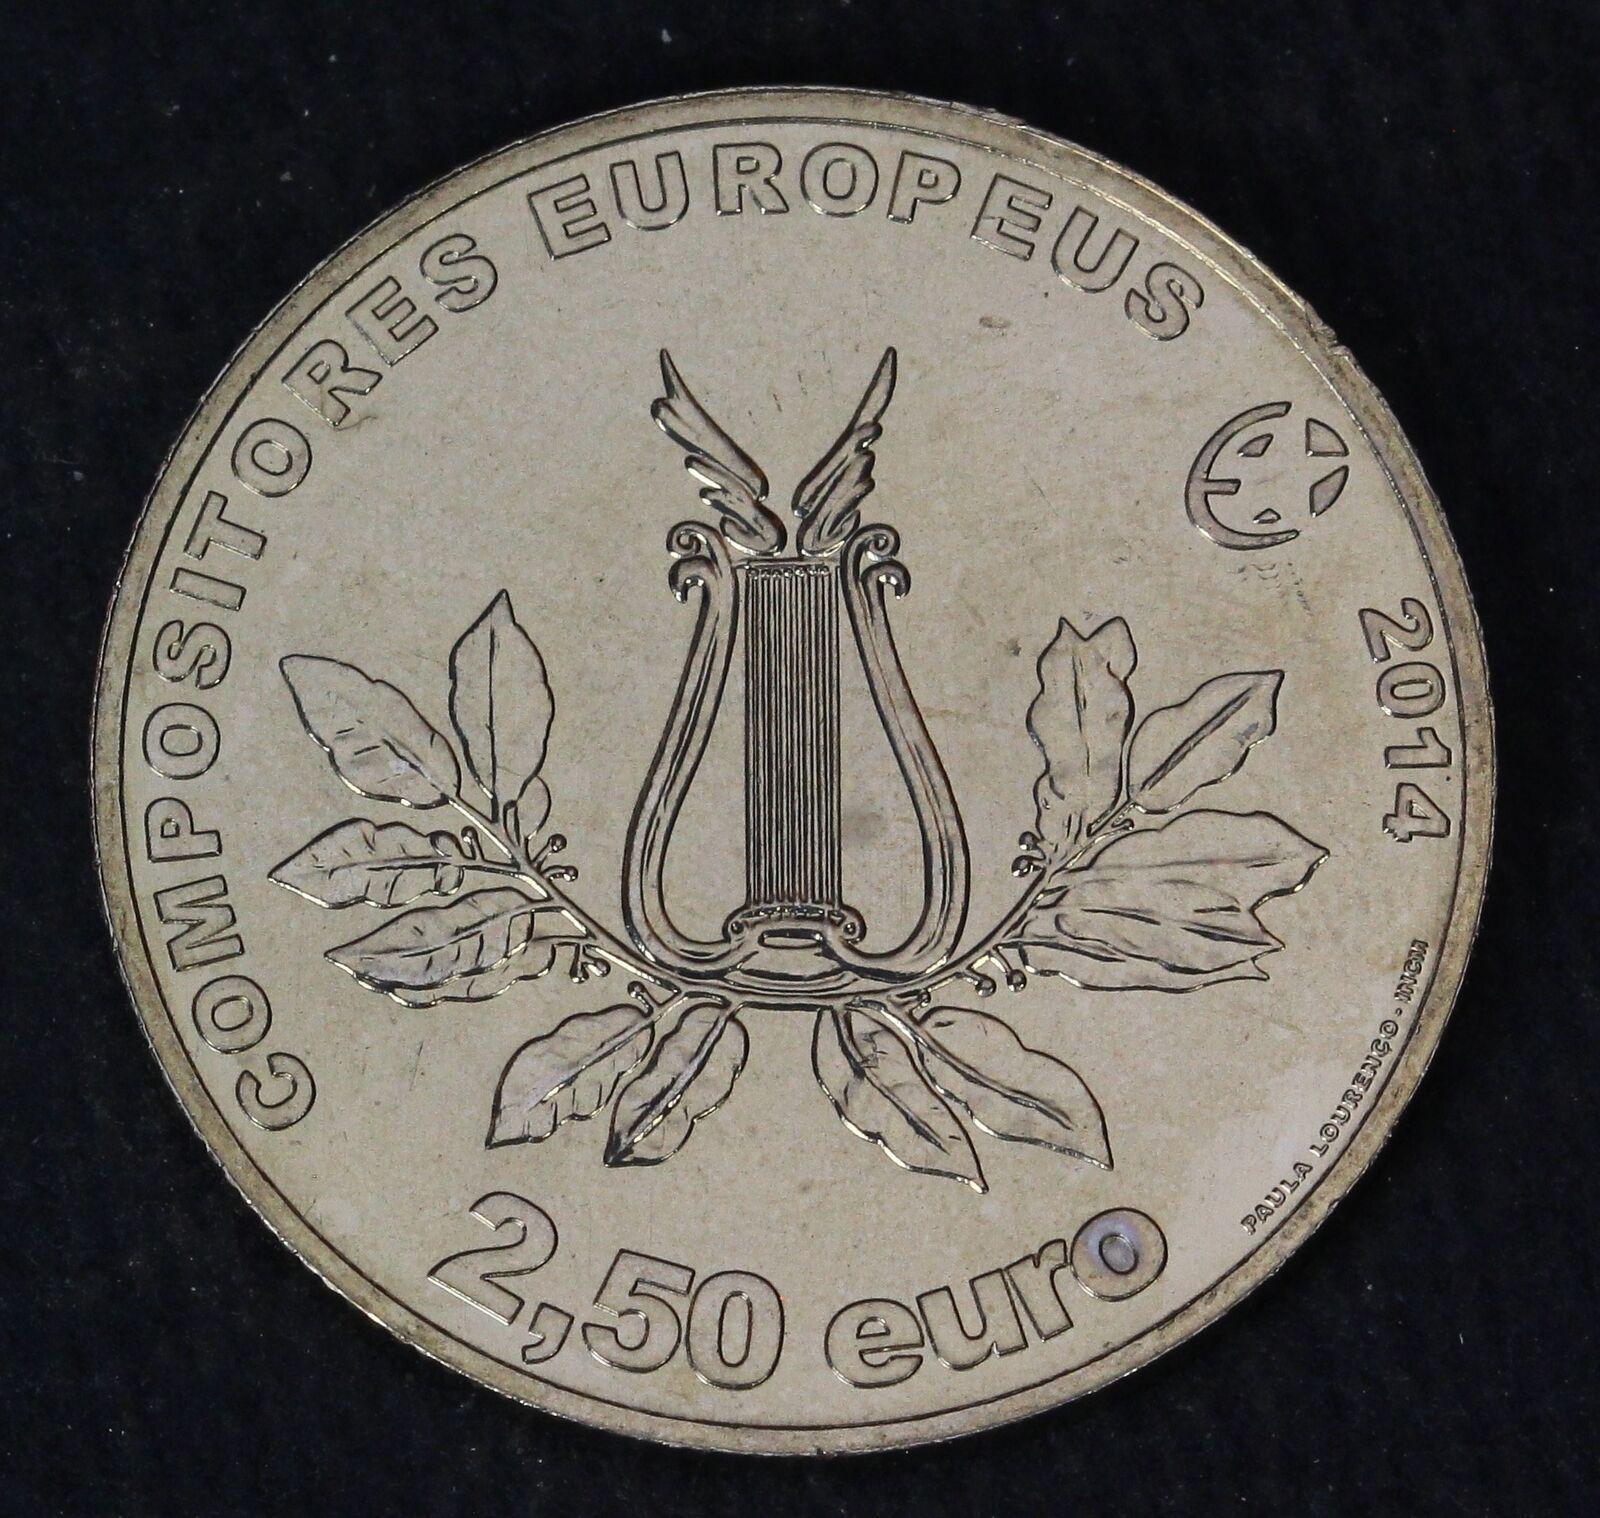 COMPOSITORES EUROPEUS
2014
PAULA LOURENÇO · INCM
2,50 euro